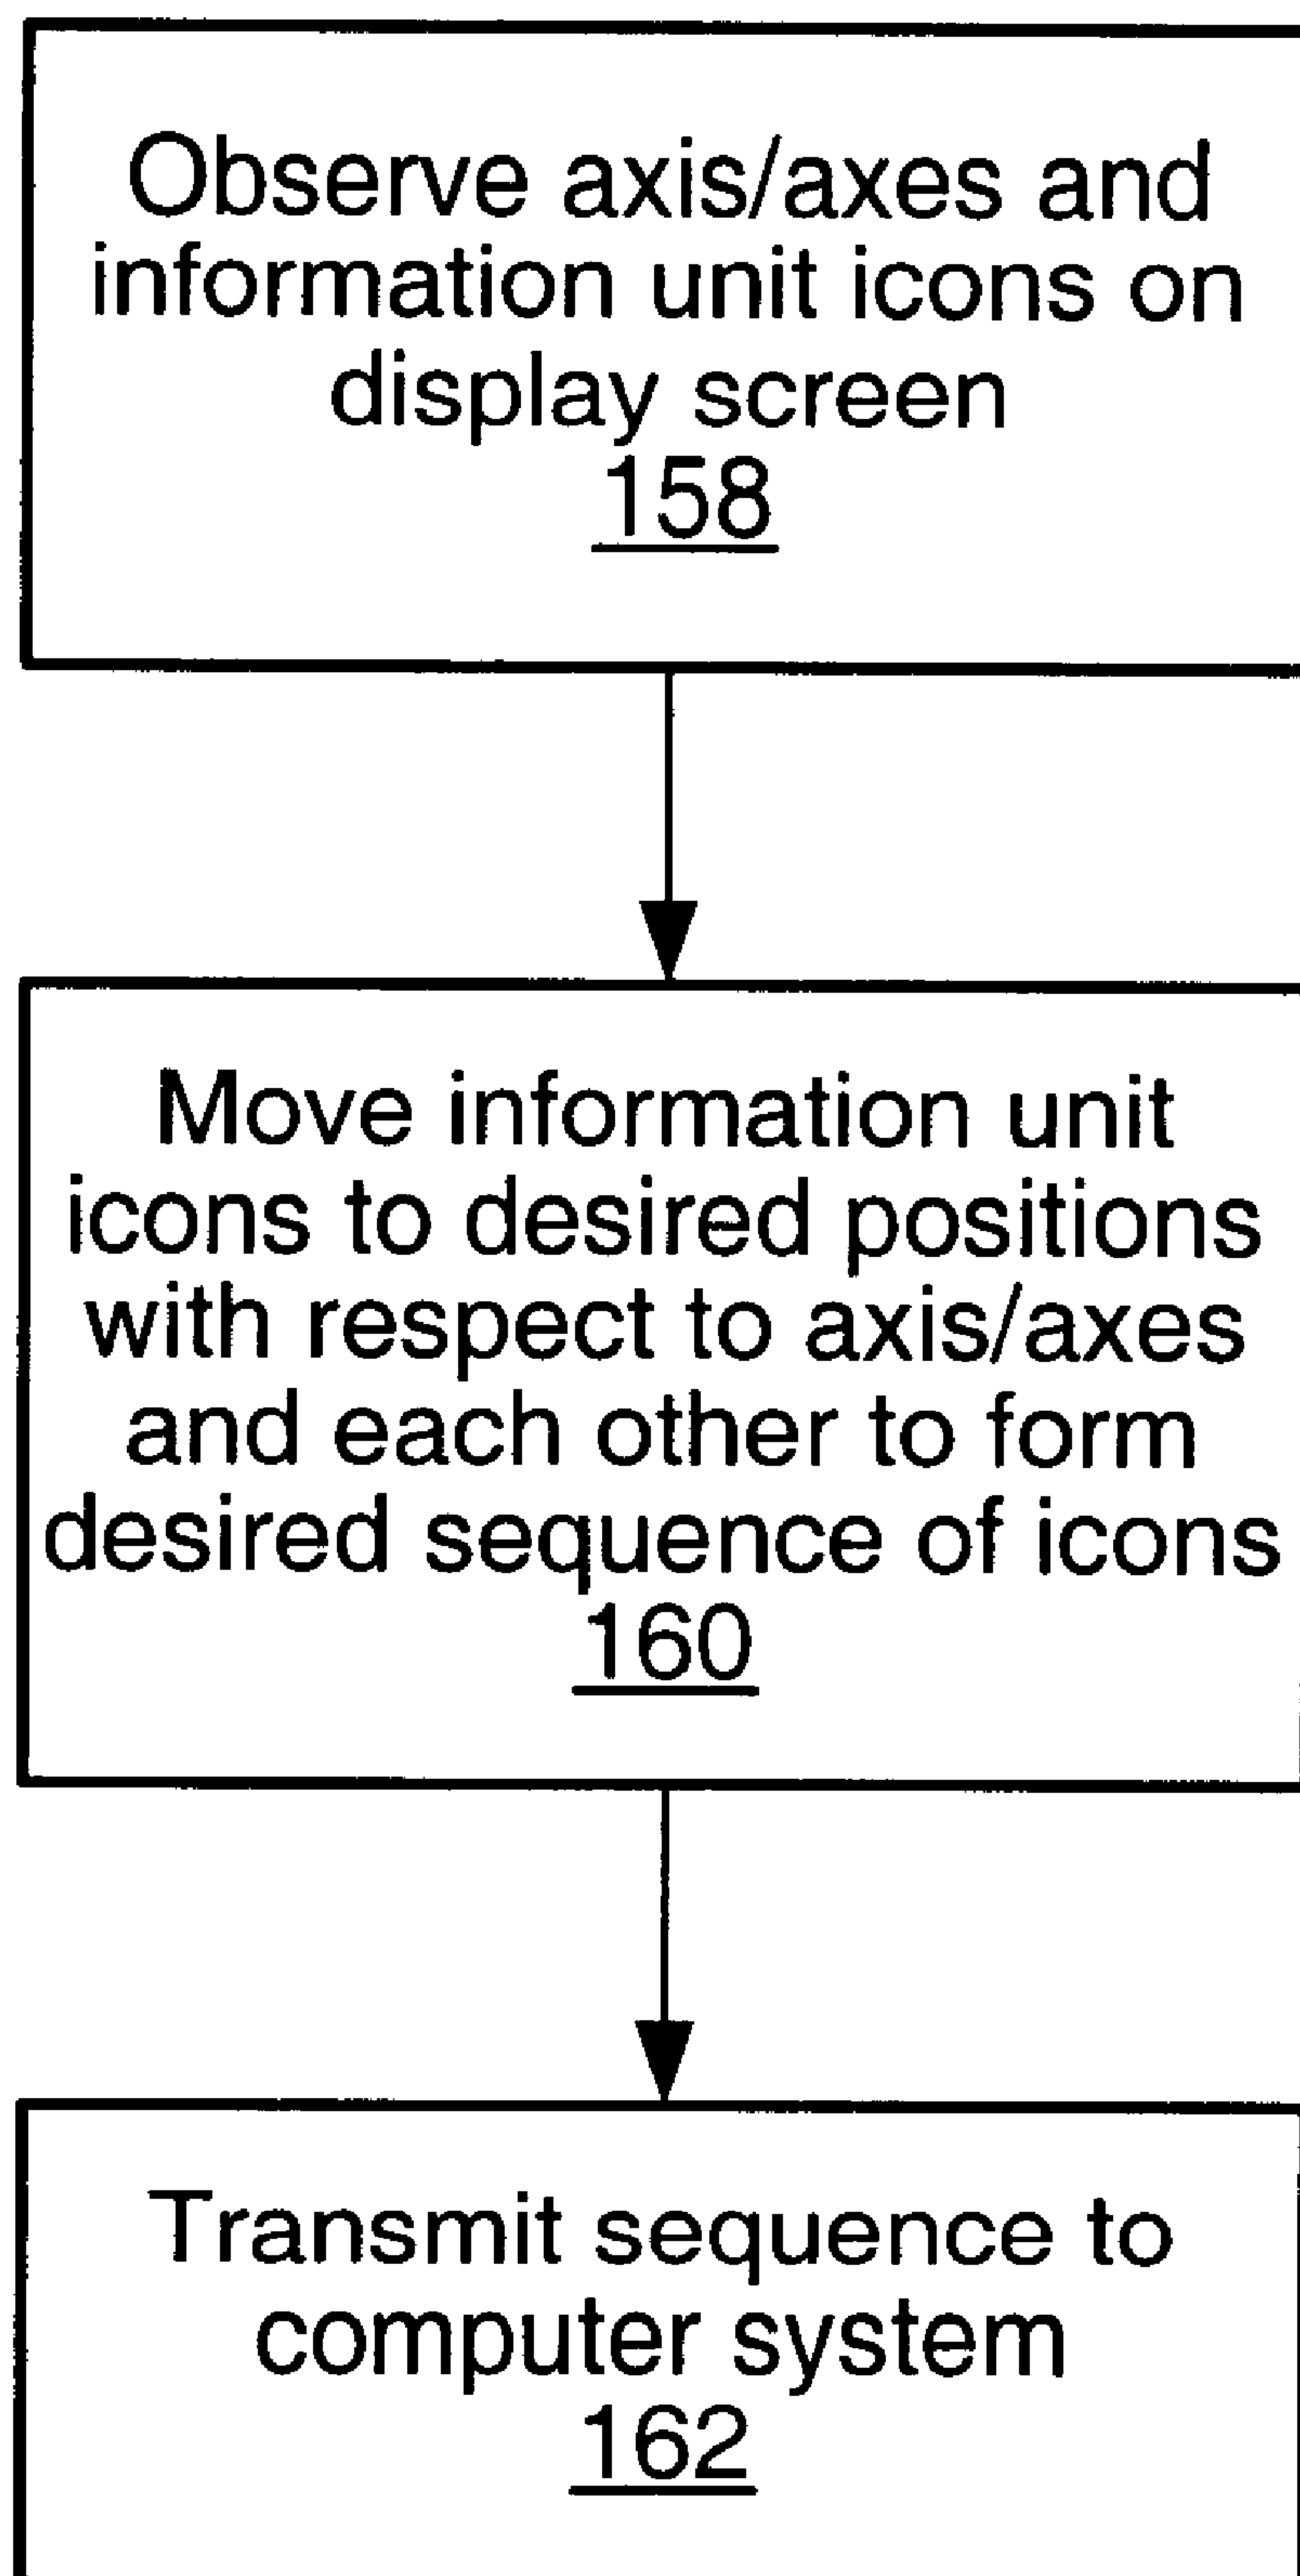 Observe axis/axes and
information unit icons on
display screen
158
Move information unit
icons to desired positions
with respect to axis/axes
and each other to form
desired sequence of icons
160
Transmit sequence to
computer system
162